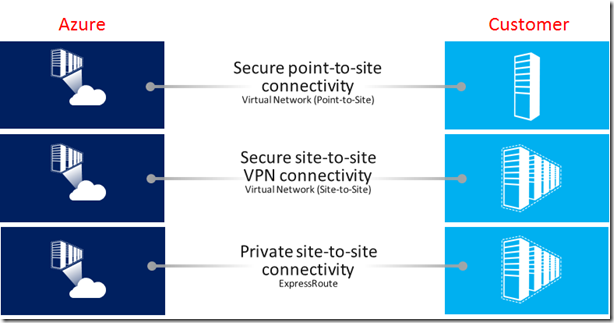 Azure
Customer
Secure point-to-site
connectivity
Virtual Network (Point-to-Site)
Secure site-to-site
VPN connectivity
Virtual Network (Site-to-Site)
Private site-to-site
connectivity
ExpressRoute